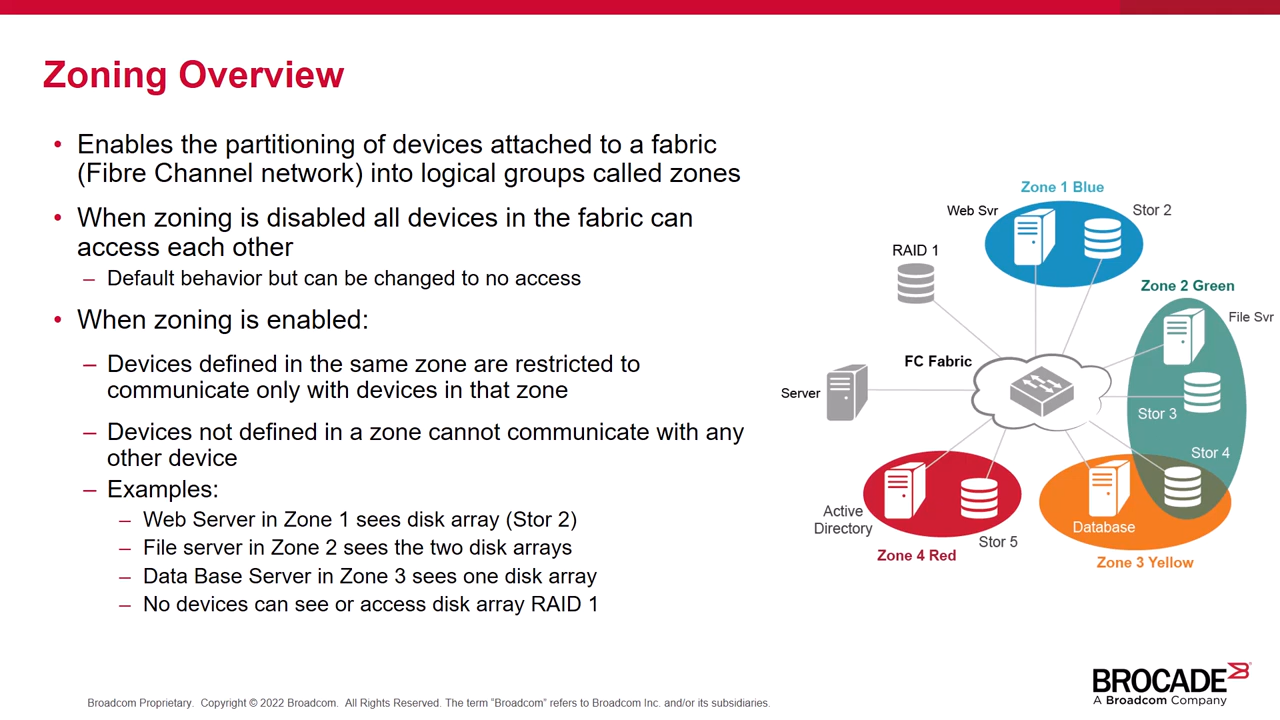 Zoning Overview
• Enables the partitioning of devices attached to a fabric
(Fibre Channel network) into logical groups called zones
• When zoning is disabled all devices in the fabric can
access each other
– Default behavior but can be changed to no access
• When zoning is enabled:
– Devices defined in the same zone are restricted to
communicate only with devices in that zone
– Devices not defined in a zone cannot communicate with any
other device
– Examples:
– Web Server in Zone 1 sees disk array (Stor 2)
– File server in Zone 2 sees the two disk arrays
– Data Base Server in Zone 3 sees one disk array
– No devices can see or access disk array RAID 1
Zone 1 Blue
Web Svr
Stor 2
RAID 1
Zone 2 Green
File Svr
FC Fabric
Server
Stor 3
Stor 4
Active
Directory
Database
Stor 5
Zone 4 Red
Zone 3 Yellow
BROCADE
A Broadcom Company
Broadcom Proprietary. Copyright © 2022 Broadcom. All Rights Reserved. The term "Broadcom" refers to Broadcom Inc. and/or its subsidiaries.